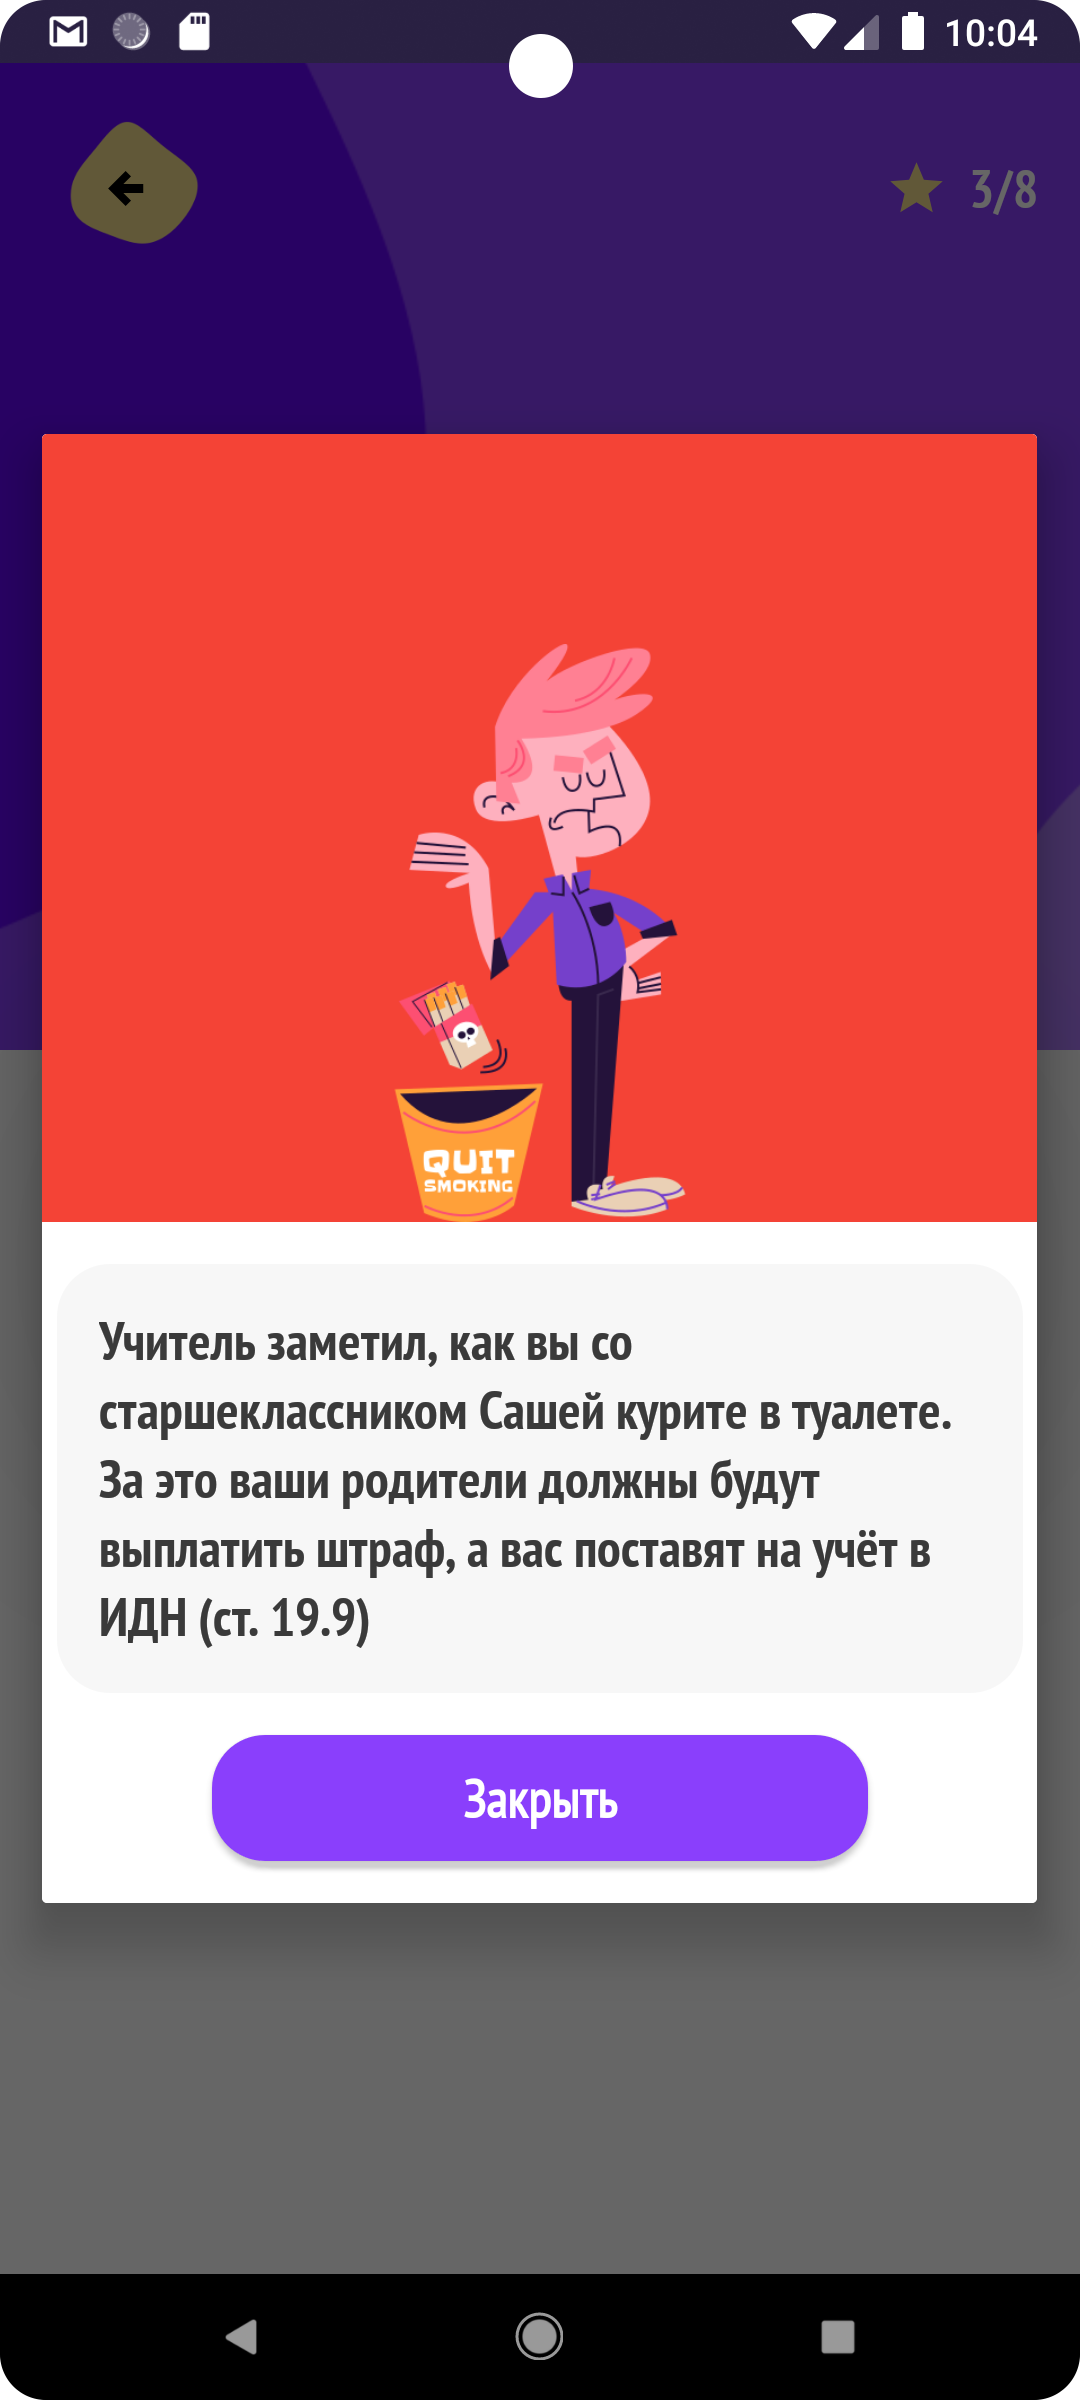 10:04
3/8
QUIT
SMOKING
Учитель заметил, как вы со
старшеклассником Сашей курите в туалете.
За это ваши родители должны будут
выплатить штраф, а вас поставят на учёт в
ИДН (ст. 19.9)
Закрыть